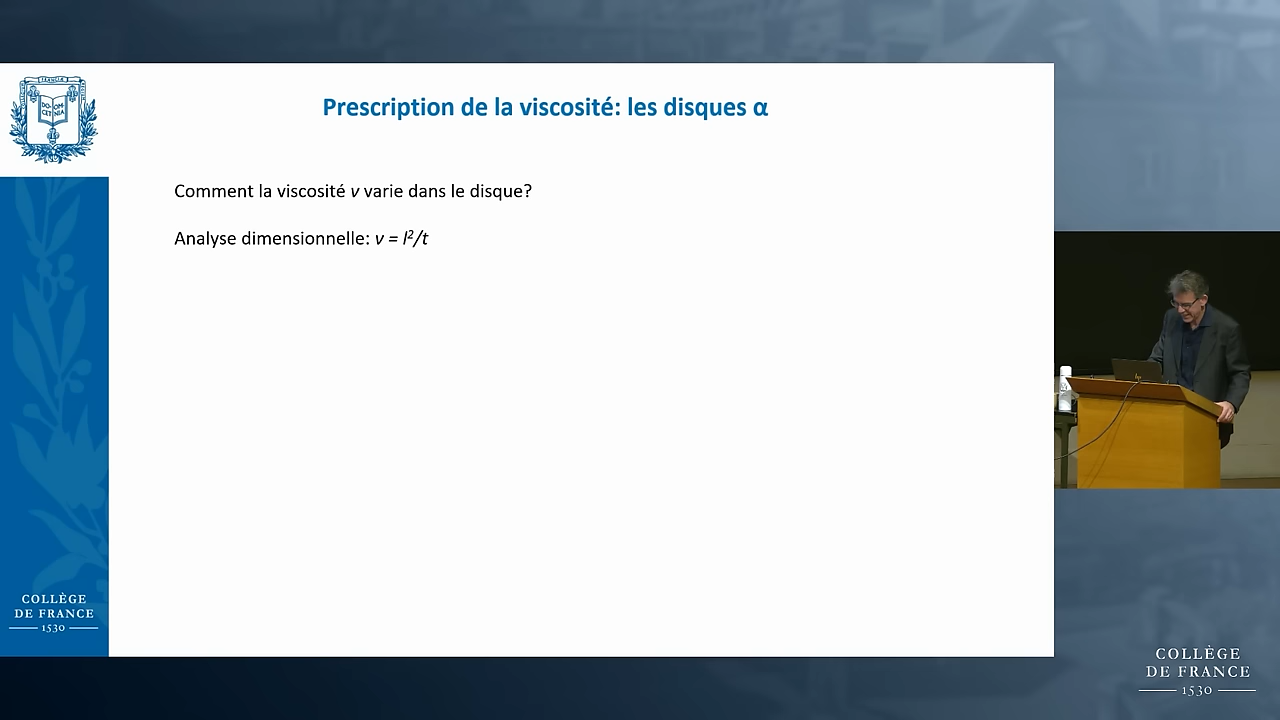 Prescription de la viscosité: les disques α
Comment la viscosité ν varie dans le disque?
Analyse dimensionnelle: ν = l²/t
COLLÈGE
DE FRANCE
1530
COLLÈGE
DE FRANCE
1530